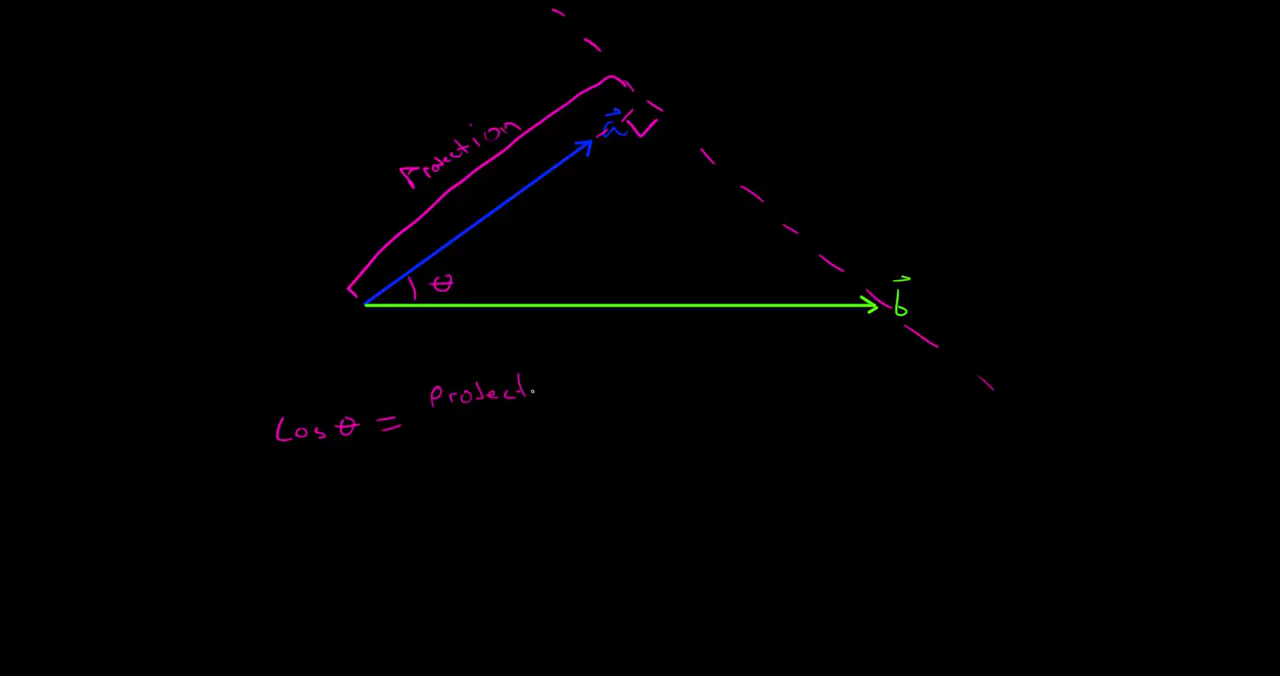 Projection
a⃗
θ
b⃗
Cos θ =
Project